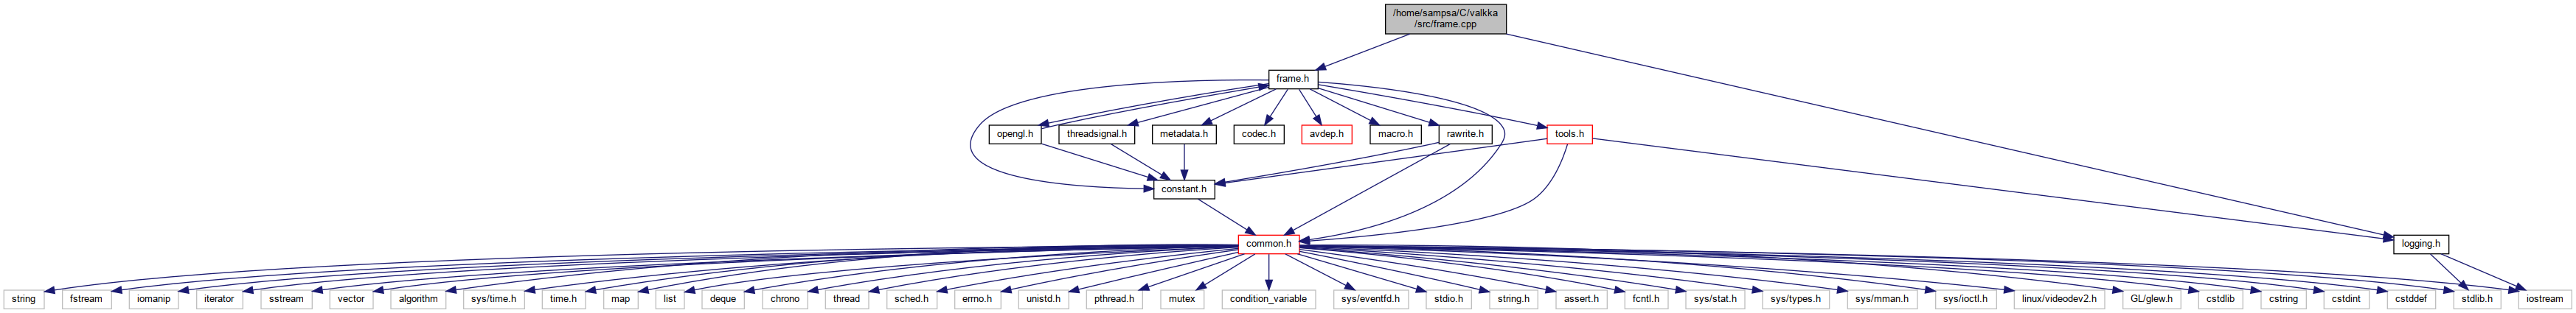 /home/sampsa/C/valkka
/src/frame.cpp
frame.h
opengl.h
threadsignal.h
metadata.h
codec.h
avdep.h
macro.h
rawrite.h
tools.h
constant.h
common.h
logging.h
string
fstream
iomanip
iterator
sstream
vector
algorithm
sys/time.h
time.h
map
list
deque
chrono
thread
sched.h
errno.h
unistd.h
pthread.h
mutex
condition_variable
sys/eventfd.h
stdio.h
string.h
assert.h
fcntl.h
sys/stat.h
sys/types.h
sys/mman.h
sys/ioctl.h
linux/videodev2.h
GL/glew.h
cstdlib
cstring
cstdint
cstddef
stdlib.h
iostream